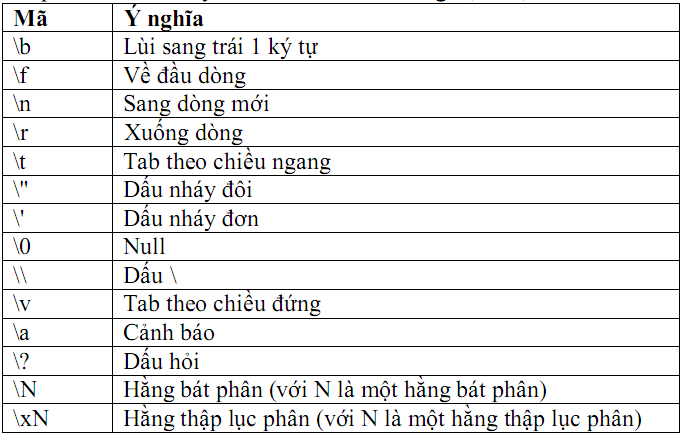 Mã Ý nghĩa
\b Lùi sang trái 1 ký tự
\f Về đầu dòng
\n Sang dòng mới
\r Xuống dòng
\t Tab theo chiều ngang
\" Dấu nháy đôi
\' Dấu nháy đơn
\0 Null
\\ Dấu \
\v Tab theo chiều đứng
\a Cảnh báo
\? Dấu hỏi
\N Hằng bát phân (với N là một hằng bát phân)
\xN Hằng thập lục phân (với N là một hằng thập lục phân)